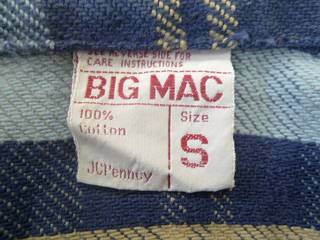 SEE REVERSE SIDE FOR
CARE INSTRUCTIONS
BIG MAC
100%
Cotton
Size
S
JCPenney